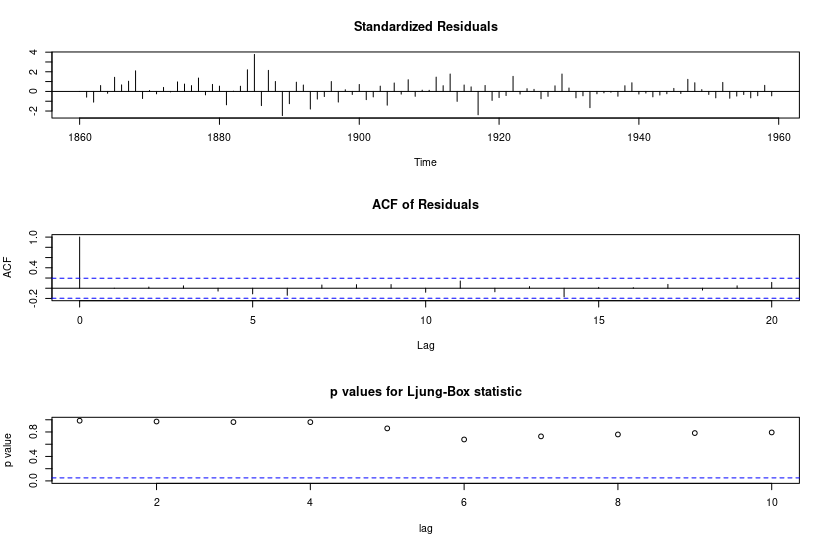 Standardized Residuals
4
2
0
-2
1860 1880 1900 1920 1940 1960
Time
ACF of Residuals
ACF
1.0
0.4
-0.2
0 5 10 15 20
Lag
p values for Ljung-Box statistic
p value
0.8
0.4
0.0
2 4 6 8 10
lag